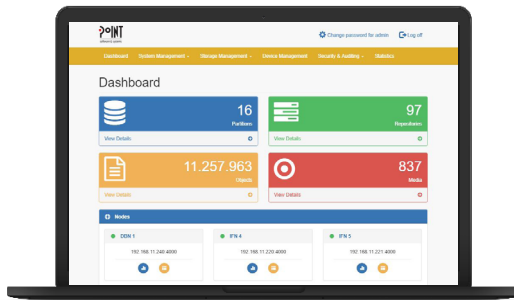 POINT
Change password for admin Log off
Dashboard System Management Storage Management Device Management Security & Auditing Statistics
Dashboard
16
Partitions
View Details
97
Repositories
View Details
11.257.963
Objects
View Details
837
Media
View Details
Nodes
DDN 1
192.168.11.240:4000
IFN 4
192.168.11.220:4000
IFN 5
192.168.11.221:4000